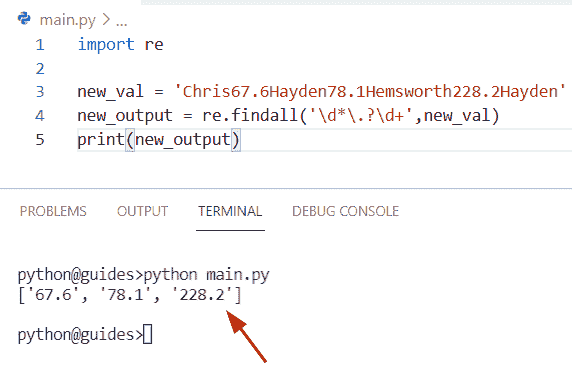 main.py > ...
1 import re
2
3 new_val = 'Chris67.6Hayden78.1Hemsworth228.2Hayden'
4 new_output = re.findall('\d*\.?\d+',new_val)
5 print(new_output)
PROBLEMS OUTPUT TERMINAL DEBUG CONSOLE
python@guides>python main.py
['67.6', '78.1', '228.2']
python@guides>